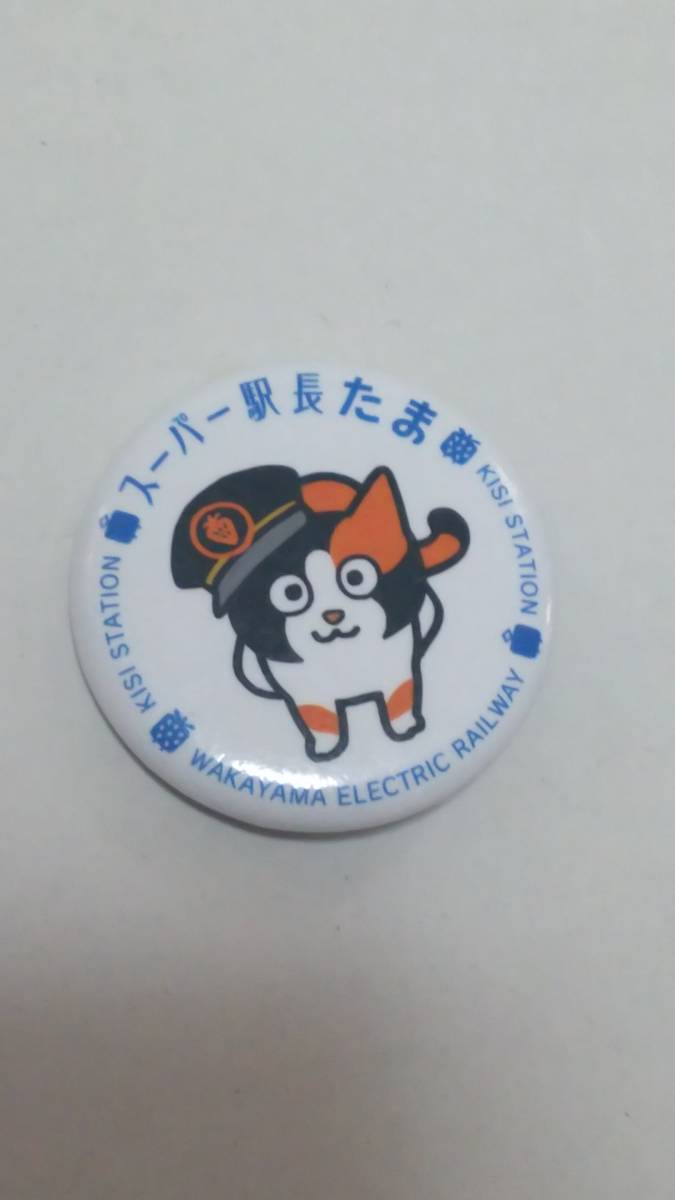 スーパー駅長たま
KISI STATION
WAKAYAMA ELECTRIC RAILWAY
KISI STATION